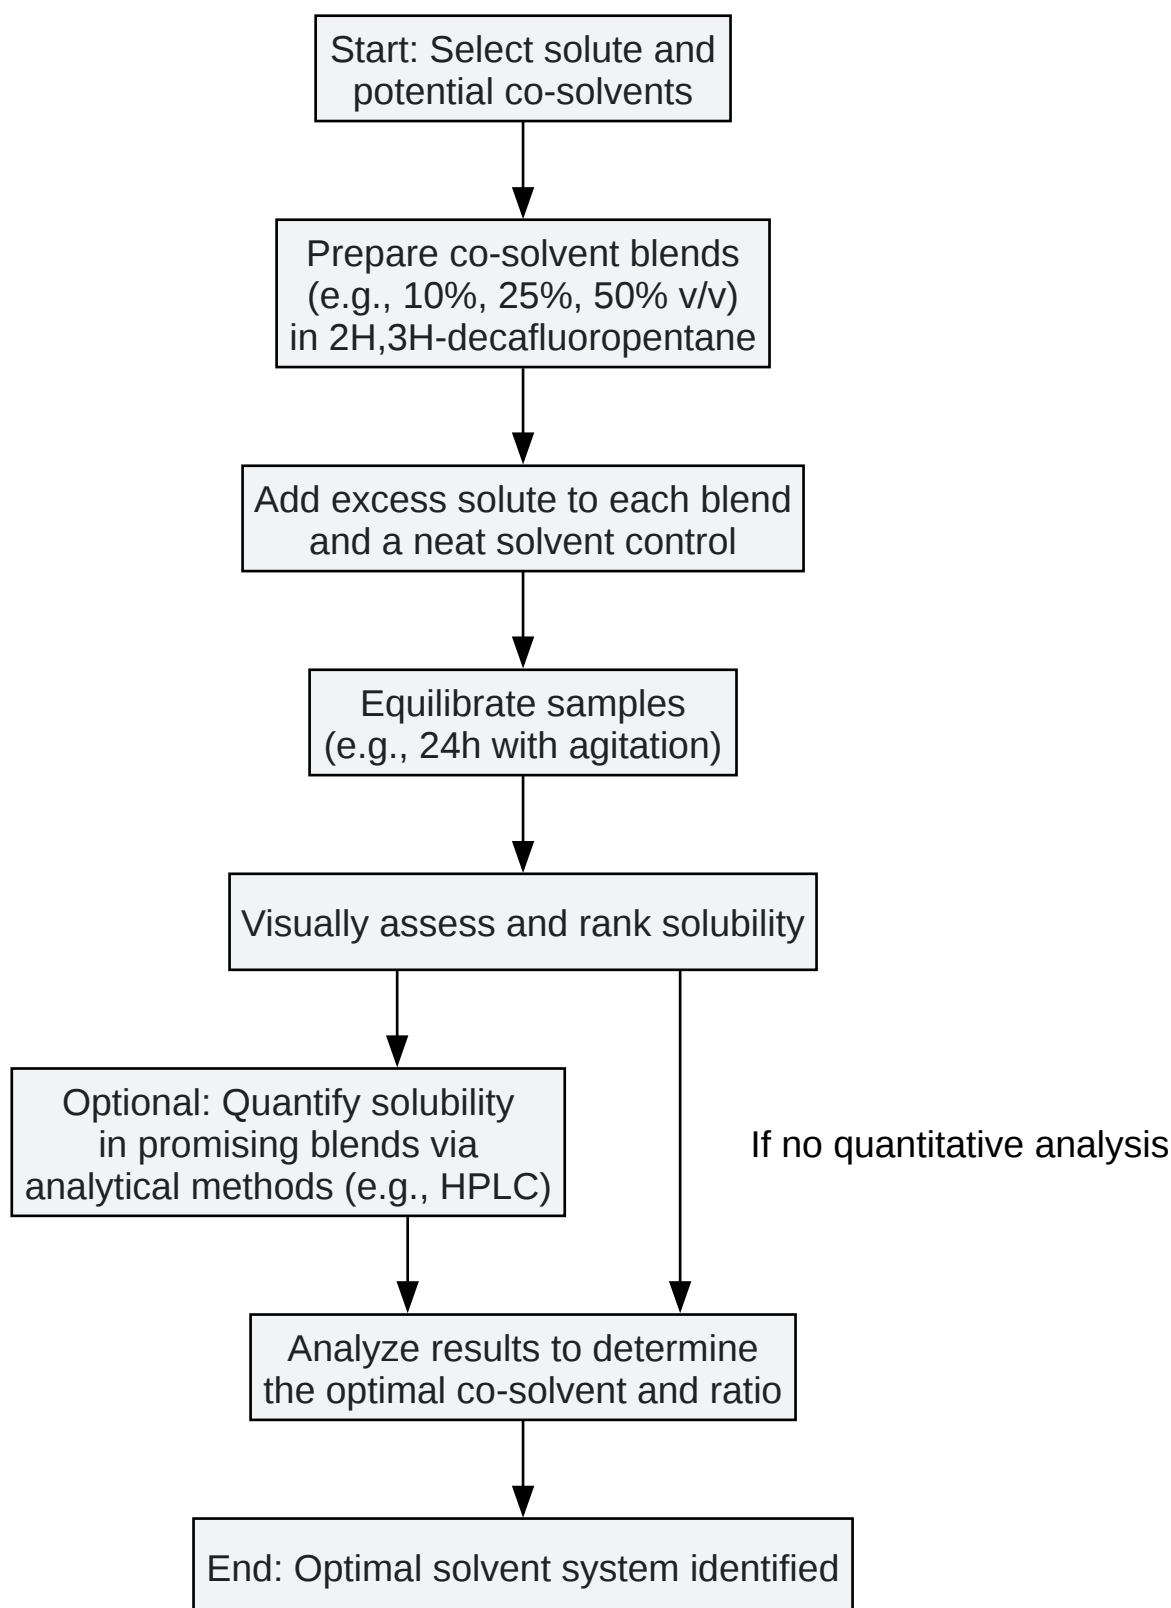 Start: Select solute and
potential co-solvents
Prepare co-solvent blends
(e.g., 10%, 25%, 50% v/v)
in 2H,3H-decafluoropentane
Add excess solute to each blend
and a neat solvent control
Equilibrate samples
(e.g., 24h with agitation)
Visually assess and rank solubility
Optional: Quantify solubility
in promising blends via
analytical methods (e.g., HPLC)
If no quantitative analysis
Analyze results to determine
the optimal co-solvent and ratio
End: Optimal solvent system identified